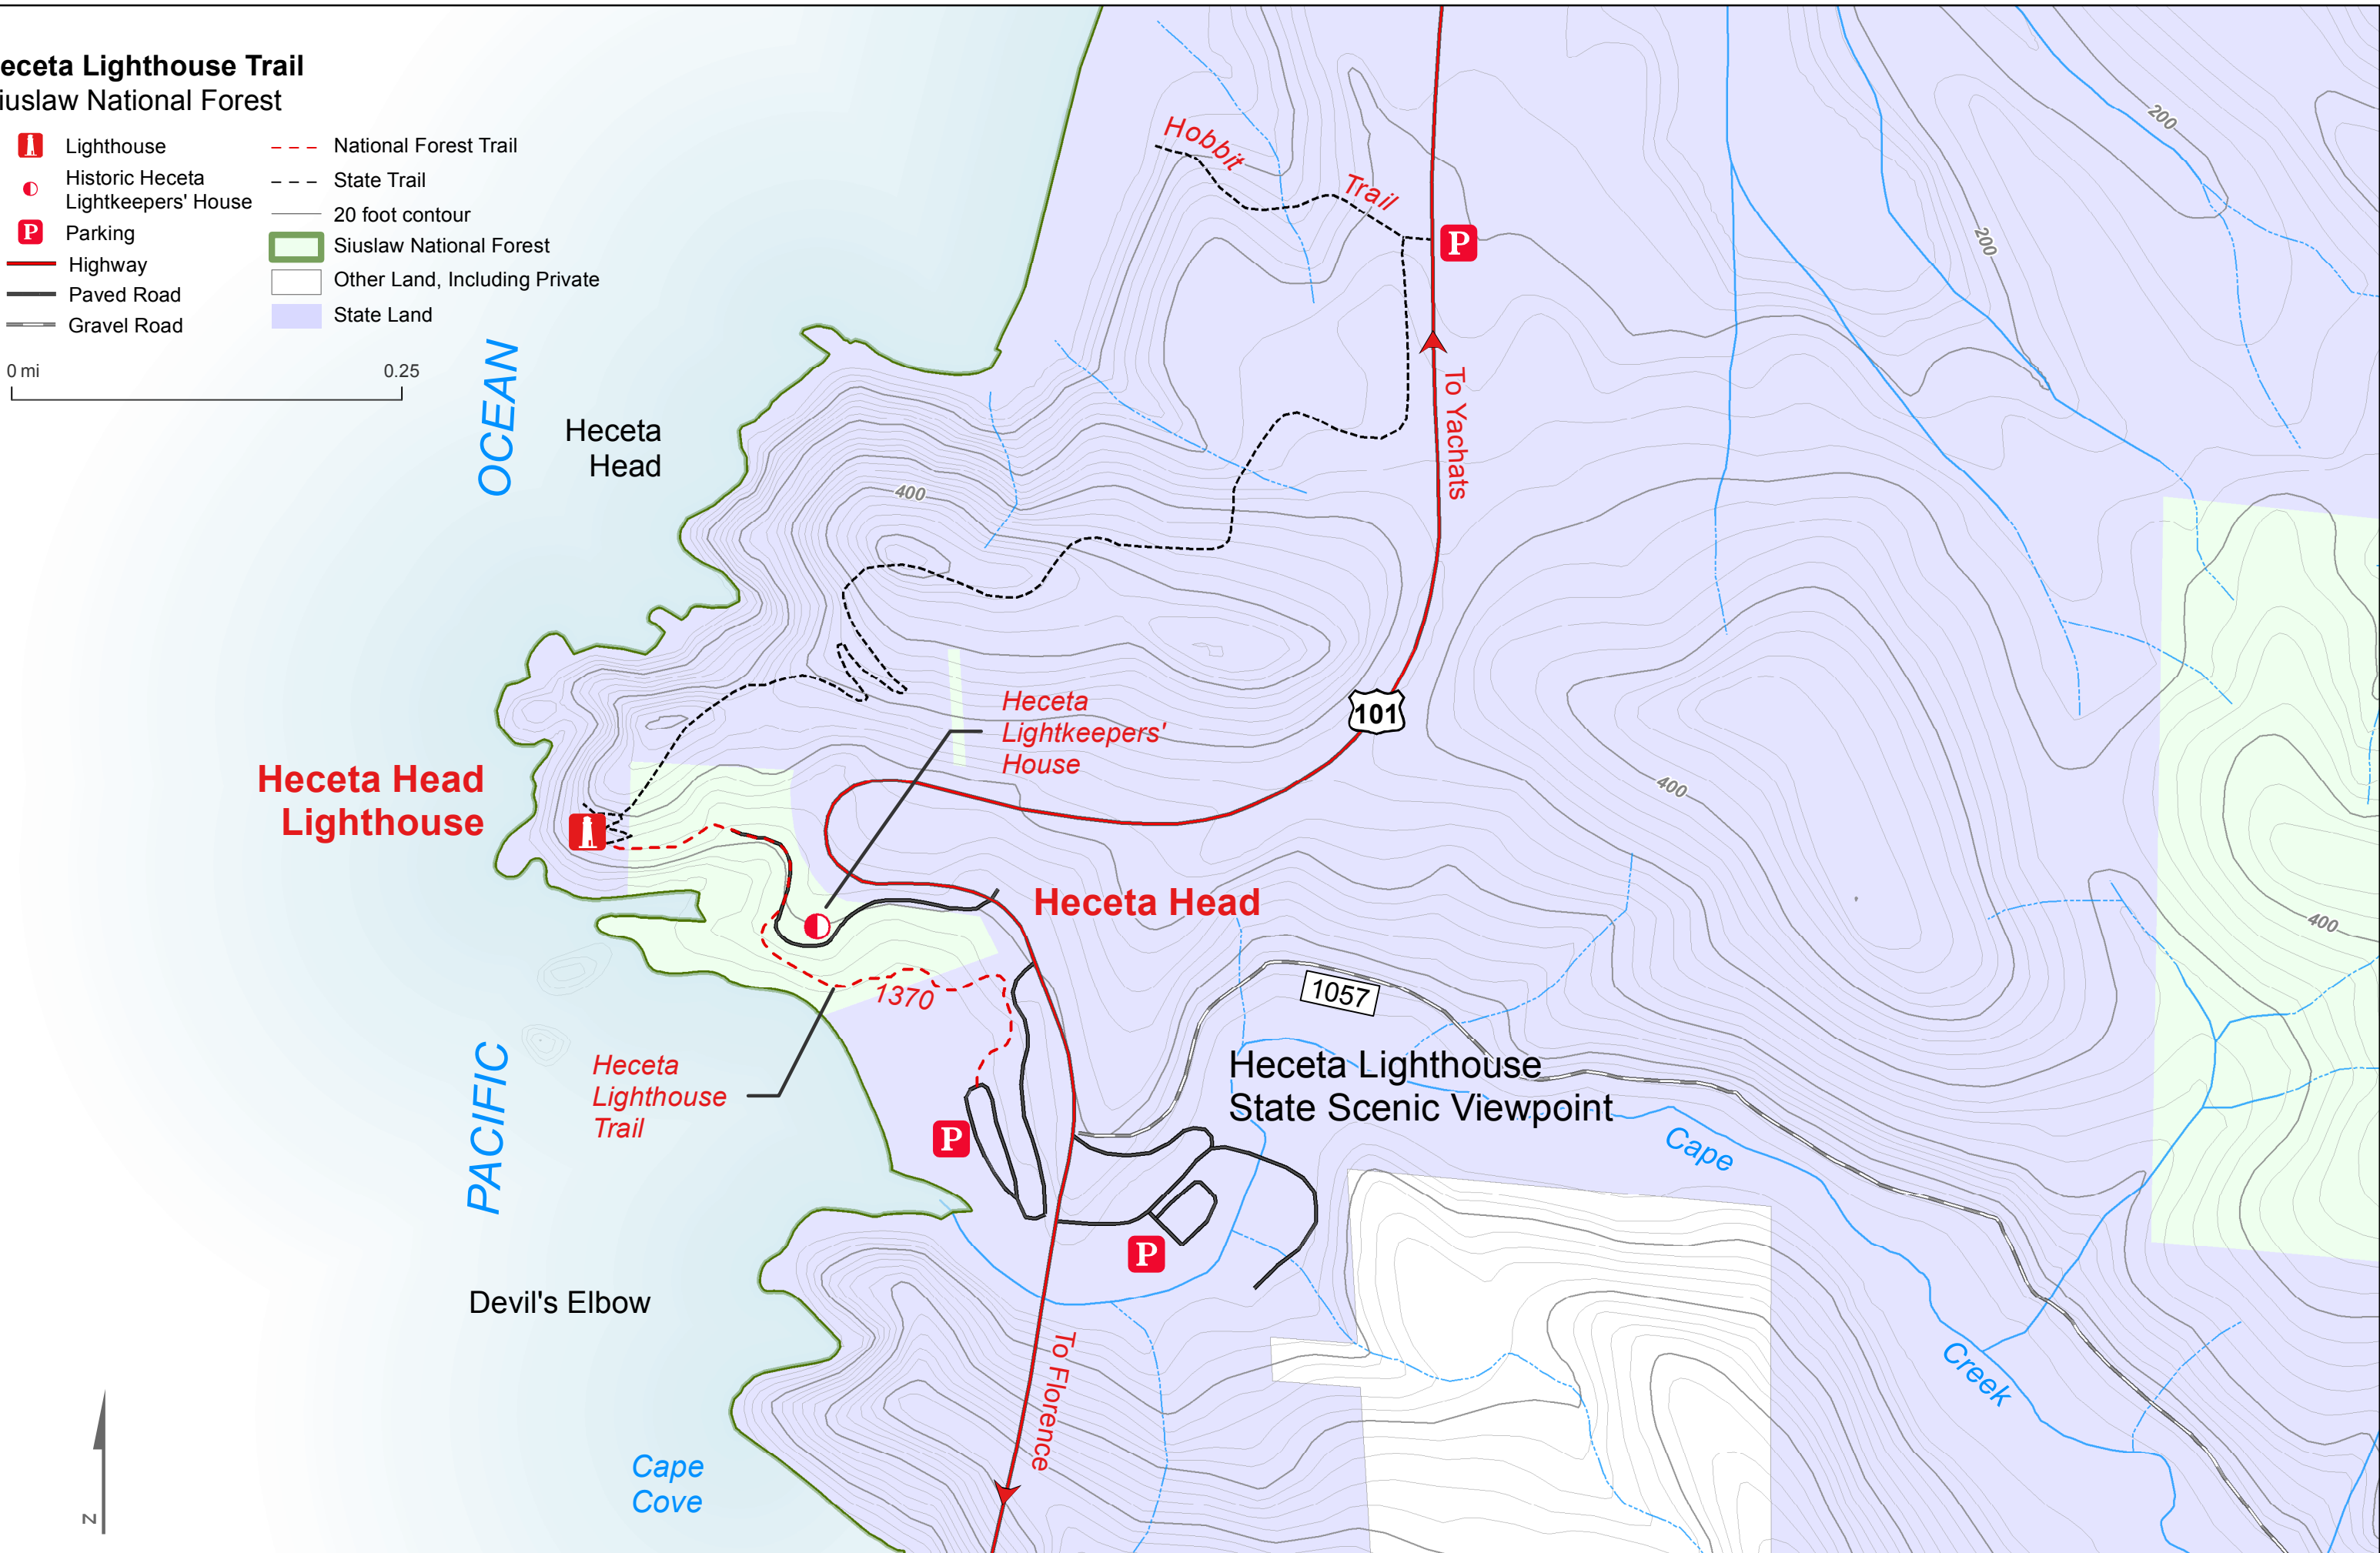 eceta Lighthouse Trail
iuslaw National Forest
Lighthouse
Historic Heceta
Lightkeepers' House
P Parking
Highway
Paved Road
Gravel Road
National Forest Trail
State Trail
20 foot contour
Siuslaw National Forest
Other Land, Including Private
State Land
0 mi 0.25
OCEAN
Heceta
Head
Hobbit
Trail
P
To Yachats
200
200
400
101
Heceta
Lightkeepers'
House
Heceta Head
Lighthouse
400
400
Heceta Head
1370
1057
Heceta
Lighthouse
Trail
Heceta Lighthouse
State Scenic Viewpoint
PACIFIC
P
P
Cape
Creek
Devil's Elbow
To Florence
Cape
Cove
N